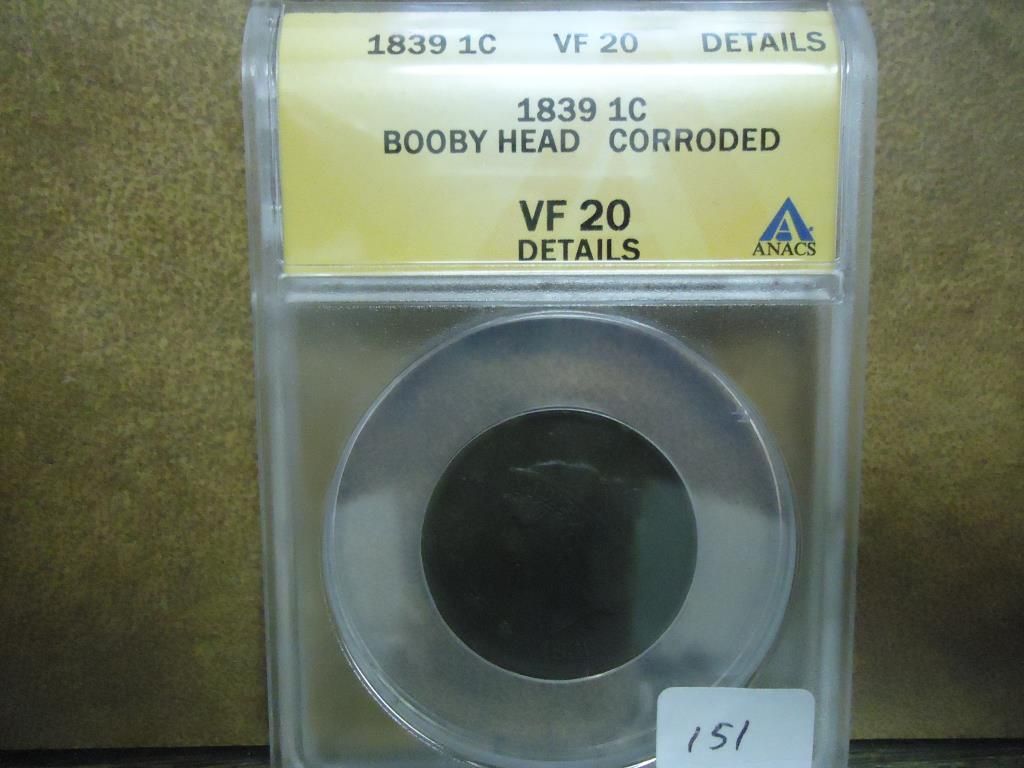 1839 1C VF 20 DETAILS
1839 1C
BOOBY HEAD CORRODED
VF 20
DETAILS
ANACS
151